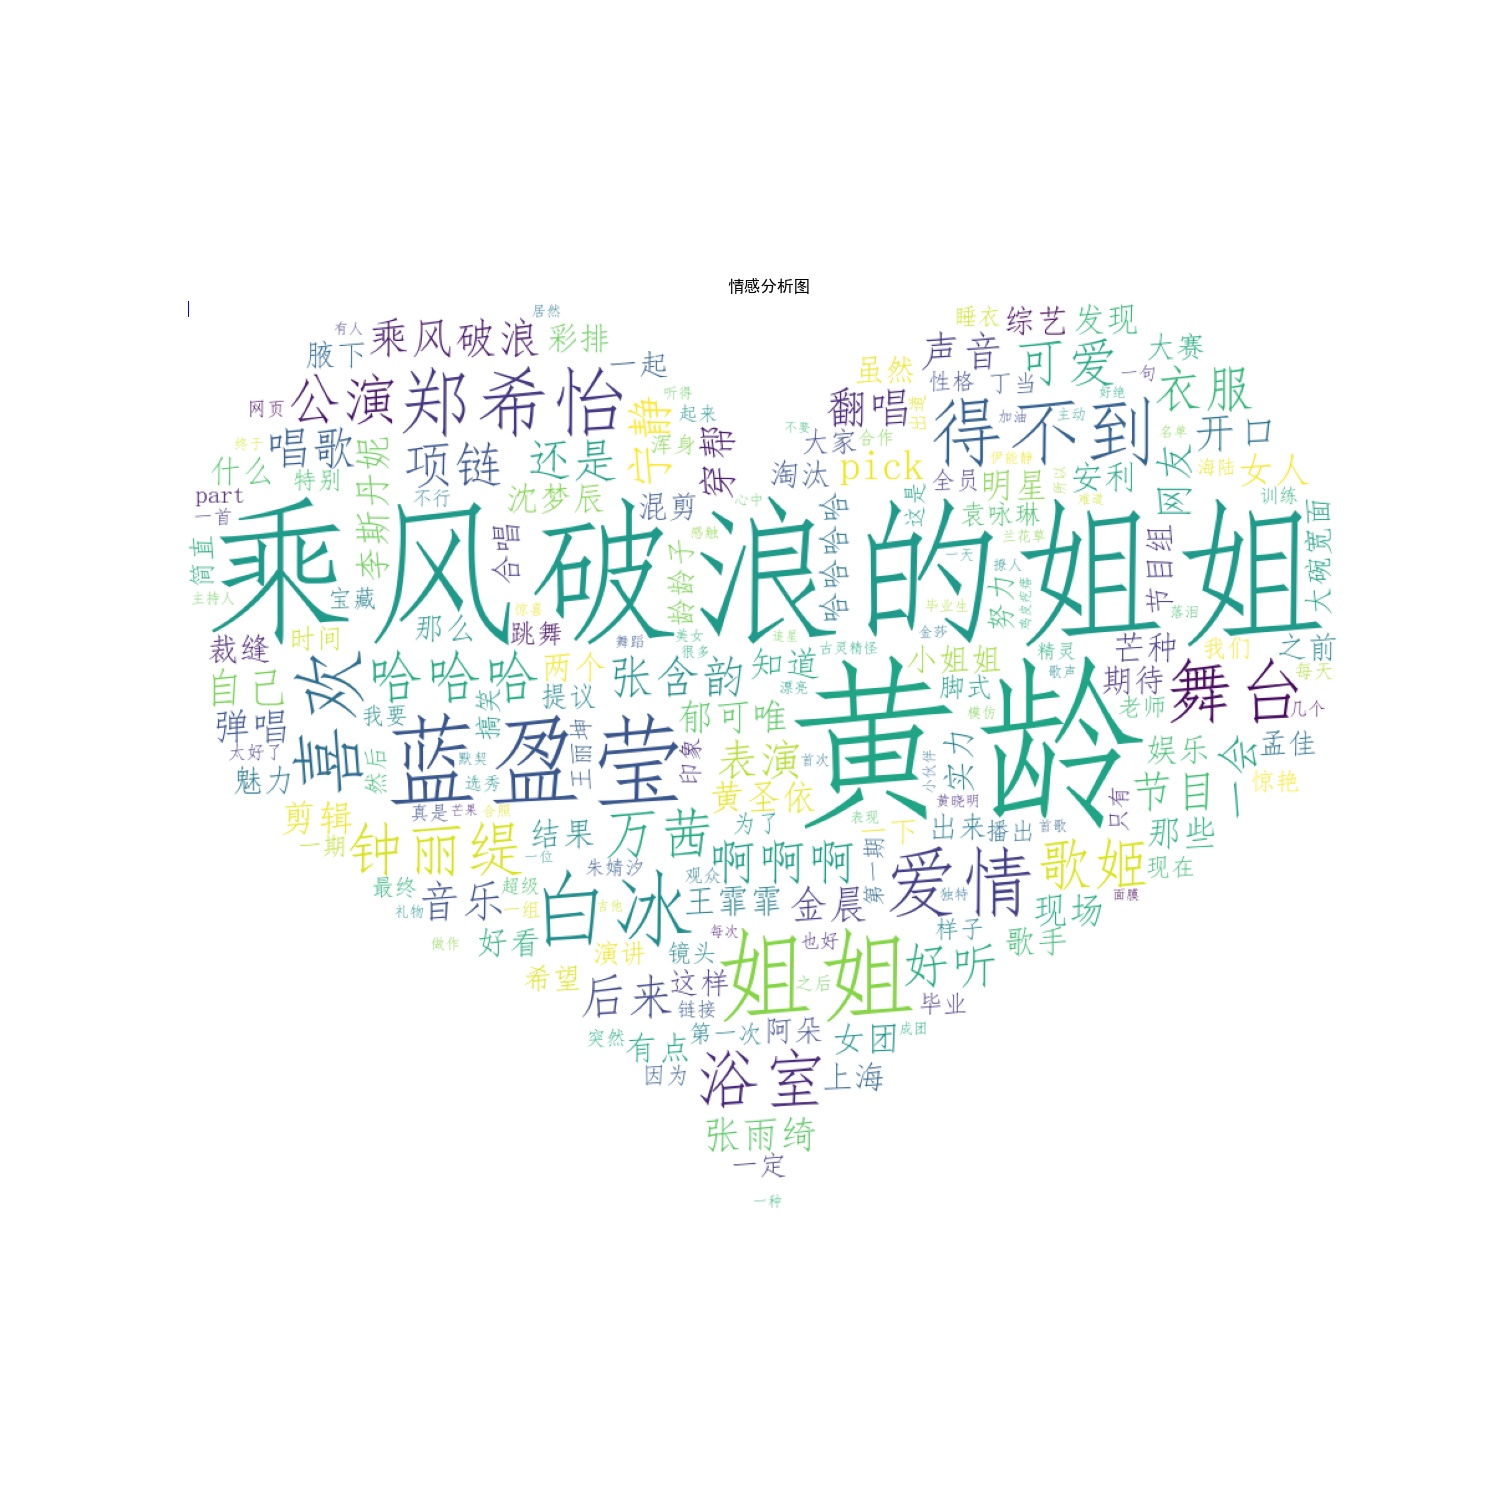 情感分析图
居然
有人
乘风破浪
彩排
腋下
一起
睡衣
综艺
发现
声音
可爱
大赛
虽然
公演
郑希怡
网页
宁静
听得
起来
性格
丁当
一句
好绝
衣服
翻唱
出道
得不到
加油
主动
终于
唱歌
李斯丹妮
项链
还是
浑身
穿帮
不要
大家
合作
名单
开口
什么
特别
淘汰
pick
伊能静
全员
明星
所以
安利
网友
海陆
女人
part
一首
不行
沈梦辰
混剪
心中
哈哈哈哈哈
这是
袁咏琳
难道
训练
乘风破浪的姐姐
简直
合唱
感触
龄龄子
兰花草
节目组
大碗宽面
主持人
宝藏
一天
撩人
努力
鸡皮疙瘩
惊喜
毕业生
落泪
那么
跳舞
舞蹈
美女
追星
金莎
裁缝
时间
很多
古灵精怪
小姐姐
精灵
芒种
我们
之前
喜欢
哈哈哈
两个
张含韵
知道
歌声
期待
舞台
每天
自己
我要
搞笑
提议
漂亮
黄龄
脚式
模仿
老师
几个
弹唱
太好了
蓝盈莹
王丽坤
郁可唯
印象
表演
首次
实力
小伙伴
娱乐
一会
孟佳
魅力
然后
默契
选秀
黄圣依
黄晓明
只有
节目
惊艳
剪辑
真是
芒果
合照
一期
钟丽缇
结果
万茜
为了
表现
一下
出来
播出
首歌
那些
一位
朱婧汐
啊啊啊
第一期
爱情
歌姬
现在
最终
超级
观众
礼物
音乐
一组
白冰
吉他
王霏霏
金晨
独特
面膜
现场
做作
好看
演讲
镜头
每次
也好
样子
歌手
希望
后来
这样
链接
姐姐
之后
好听
毕业
突然
有点
第一次
阿朵
女团
成团
因为
浴室
上海
张雨绮
一定
一种